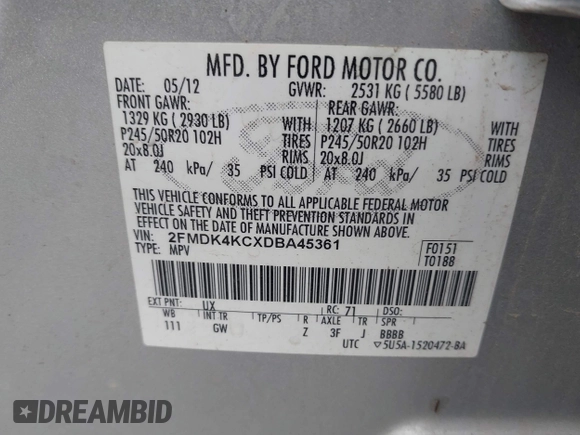 MFD. BY FORD MOTOR CO.
DATE: 05/12 GVWR: 2531 KG ( 5580 LB)
FRONT GAWR: REAR GAWR:
1329 KG ( 2930 LB) WITH 1207 KG ( 2660 LB) WITH
P245/50R20 102H TIRES P245/50R20 102H TIRES
20x8.0J RIMS 20x8.0J RIMS
AT 240 kPa/ 35 PSI COLD AT 240 kPa/ 35 PSI COLD
Ford
THIS VEHICLE CONFORMS TO ALL APPLICABLE FEDERAL MOTOR
VEHICLE SAFETY AND THEFT PREVENTION STANDARDS IN
EFFECT ON THE DATE OF MANUFACTURE SHOWN ABOVE.
VIN: 2FMDK4KCXDBA45361
TYPE: MPV
F0151
T0188
EXT PNT: UX RC: 71 DSO:
WB INT TR TP/PS R AXLE TR SPR
111 GW Z 3F J BBBB
UTC ▽5U5A-1520472-BA
DREAMBID